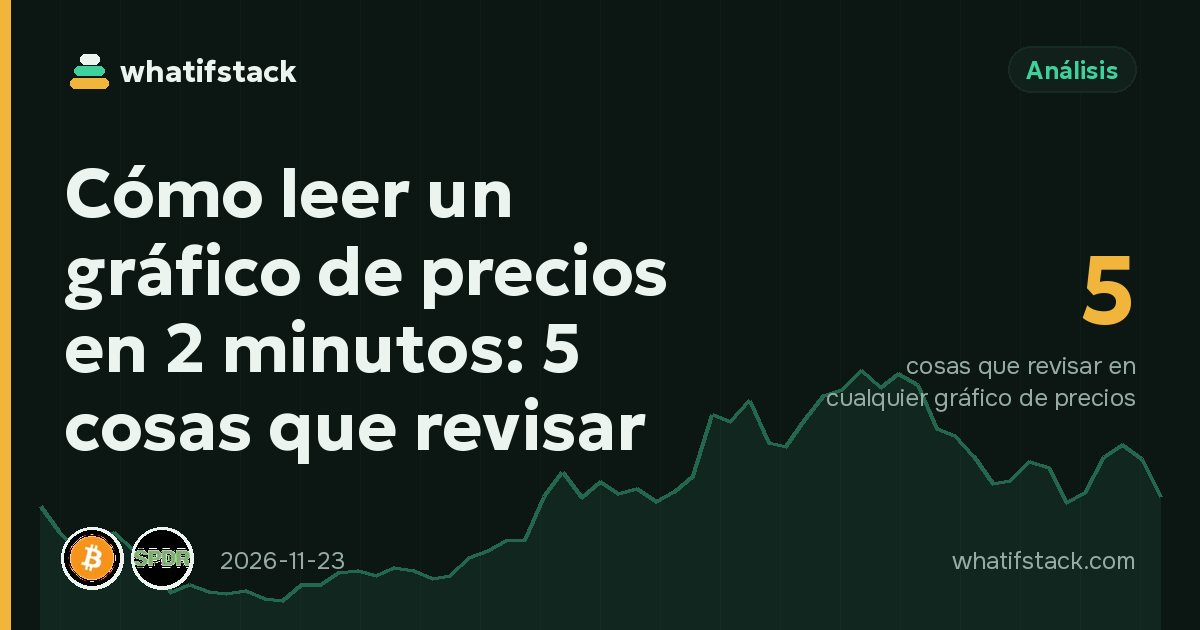 whatifstack
Análisis
Cómo leer un
gráfico de precios
en 2 minutos: 5
cosas que revisar
5
cosas que revisar en
cualquier gráfico de precios
SPDR
2026-11-23
whatifstack.com